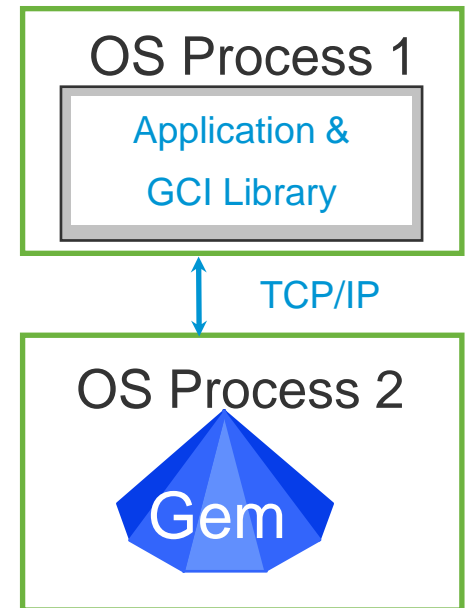 OS Process 1
Application &
GCI Library
TCP/IP
OS Process 2
Gem